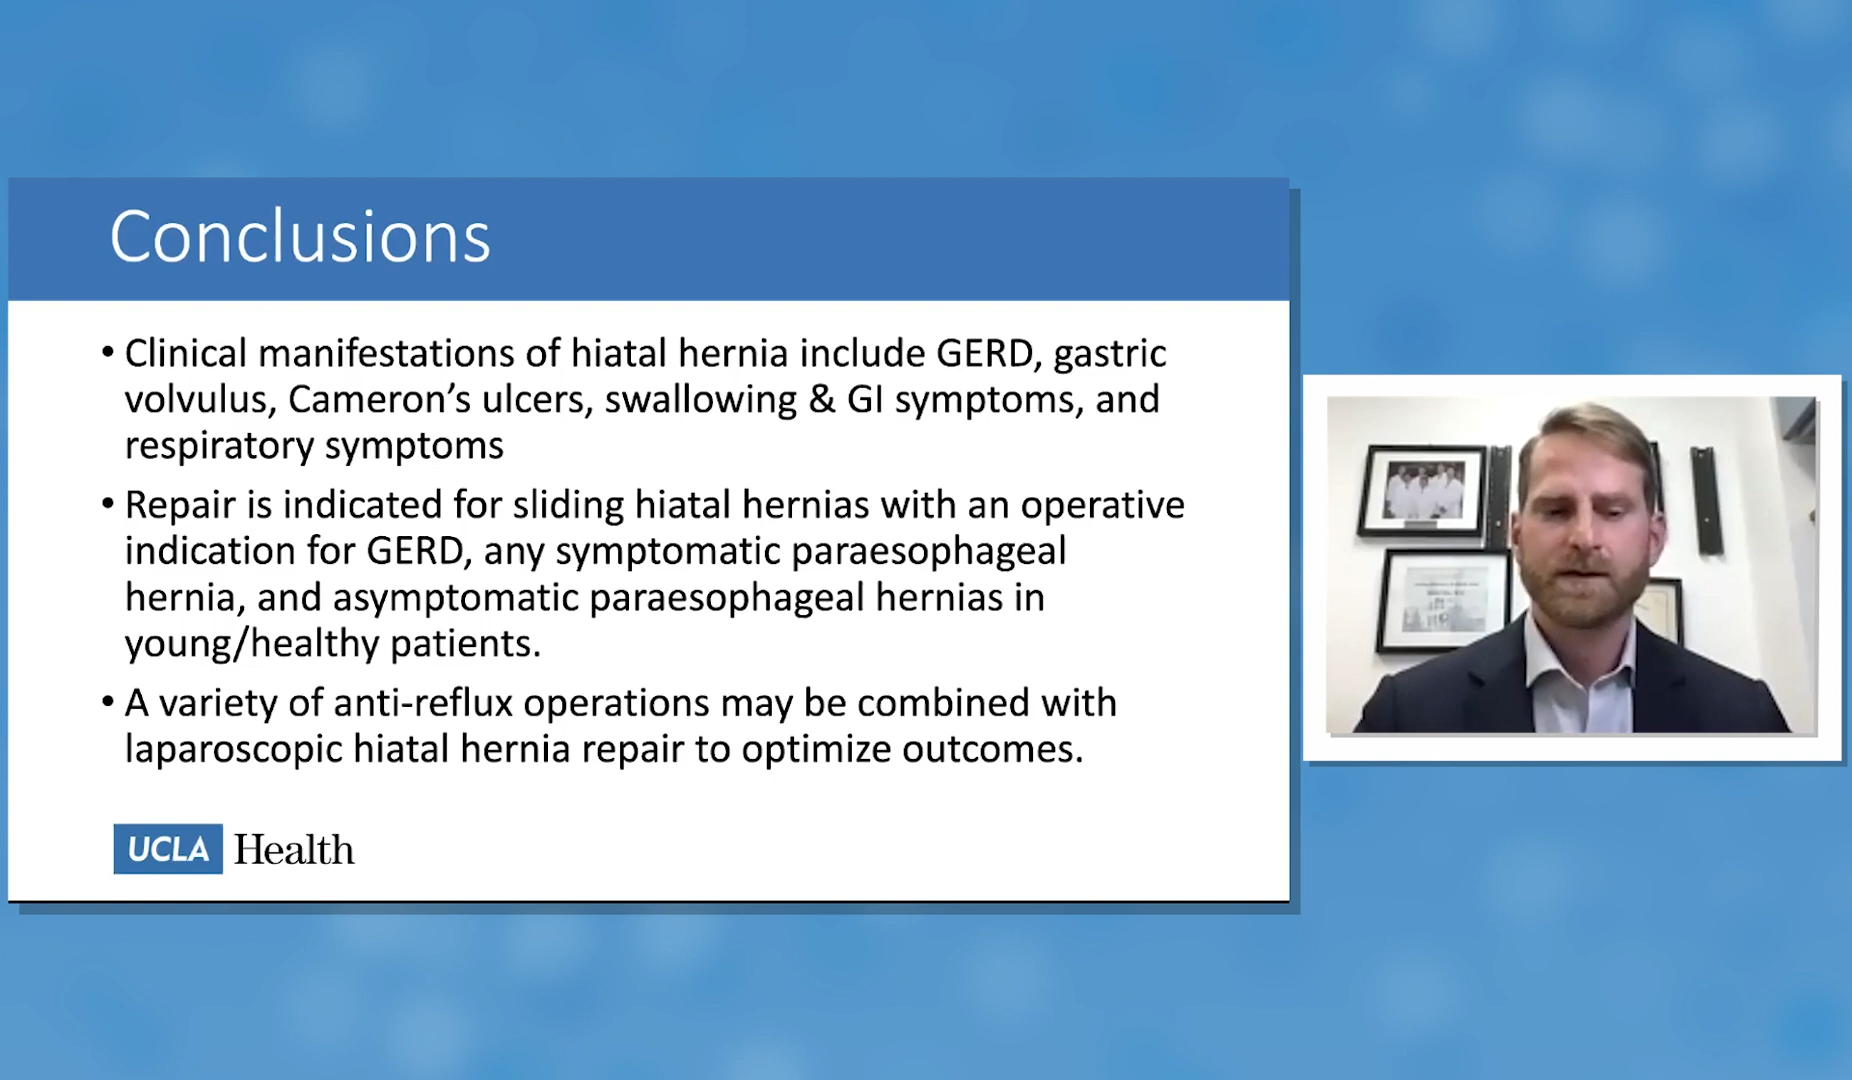 Conclusions
• Clinical manifestations of hiatal hernia include GERD, gastric
volvulus, Cameron’s ulcers, swallowing & GI symptoms, and
respiratory symptoms
• Repair is indicated for sliding hiatal hernias with an operative
indication for GERD, any symptomatic paraesophageal
hernia, and asymptomatic paraesophageal hernias in
young/healthy patients.
• A variety of anti-reflux operations may be combined with
laparoscopic hiatal hernia repair to optimize outcomes.
UCLA Health